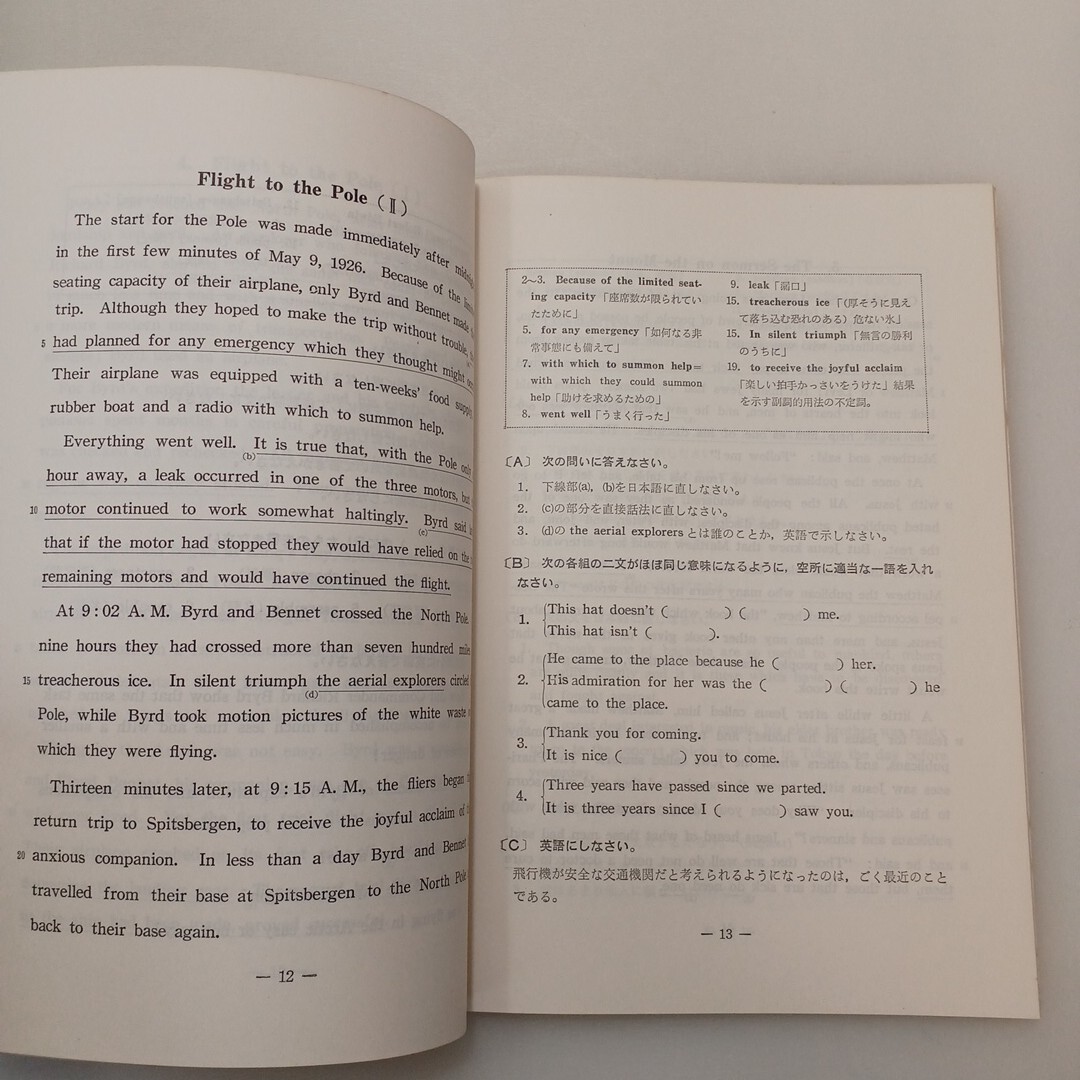 Flight to the Pole (Ⅱ)
The start for the Pole was made immediately after
in the first few minutes of May 9, 1926. Because of the
seating capacity of their airplane, only Byrd and Bennet made
trip. Although they hoped to make the trip without trouble,
5 had planned for any emergency which they thought might
Their airplane was equipped with a ten-weeks' food supply
rubber boat and a radio with which to summon help.
Everything went well. It is true that, with the Pole only
(b)
hour away, a leak occurred in one of the three motors, but
10 motor continued to work somewhat haltingly. Byrd said
(c)
that if the motor had stopped they would have relied on the
remaining motors and would have continued the flight.
At 9:02 A.M. Byrd and Bennet crossed the North Pole.
nine hours they had crossed more than seven hundred miles
15 treacherous ice. In silent triumph the aerial explorers circled
(d)
Pole, while Byrd took motion pictures of the white waste
which they were flying.
Thirteen minutes later, at 9:15 A.M., the fliers began
return trip to Spitsbergen, to receive the joyful acclaim of
20 anxious companion. In less than a day Byrd and Bennet
travelled from their base at Spitsbergen to the North Pole
back to their base again.
— 12 —
2~3. Because of the limited seat-
ing capacity「座席数が限られてい
たために」
5. for any emergency「如何なる非
常事態にも備えて」
7. with which to summon help=
with which they could summon
help「助けを求めるための」
8. went well「うまく行った」
9. leak「漏口」
15. treacherous ice「(厚そうに見え
て落ち込む恐れのある) 危ない氷」
15. In silent triumph「無言の勝利
のうちに」
19. to receive the joyful acclaim
「楽しい拍手かっさいをうけた」結果
を示す副詞的用法の不定詞。
〔A〕 次の問いに答えなさい。
1. 下線部(a), (b)を日本語に直しなさい。
2. (c)の部分を直接話法に直しなさい。
3. (d)の the aerial explorers とは誰のことか, 英語で示しなさい。
〔B〕 次の各組の二文がほぼ同じ意味になるように, 空所に適当な一語を入れ
なさい。
1. This hat doesn't ( ) ( ) me.
This hat isn't ( ).
2. He came to the place because he ( ) her.
His admiration for her was the ( ) ( ) he
came to the place.
3. Thank you for coming.
It is nice ( ) you to come.
4. Three years have passed since we parted.
It is three years since I ( ) saw you.
〔C〕 英語にしなさい。
飛行機が安全な交通機関だと考えられるようになったのは, ごく最近のこと
である。
— 13 —